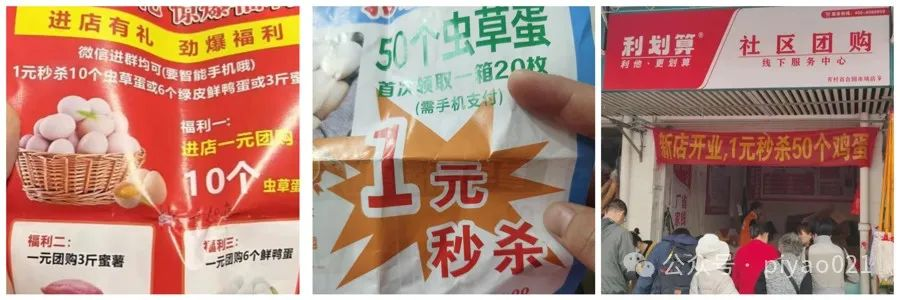 进店有礼 劲爆福利
微信进群均可(要智能手机哦)
1元秒杀10个虫草蛋或6个绿皮鲜鸭蛋或3斤蜜
福利一:
进店一元团购
10个 虫草蛋
福利二:
一元团购3斤蜜薯
福利三:
一元团购6个鲜鸭蛋
50个虫草蛋
首次领取一箱20枚
(需手机支付)
1元
秒杀
利划算®
利他·更划算
社区团购
线下服务中心
新店开业,1元秒杀50个鸡蛋
公众号·piyao021